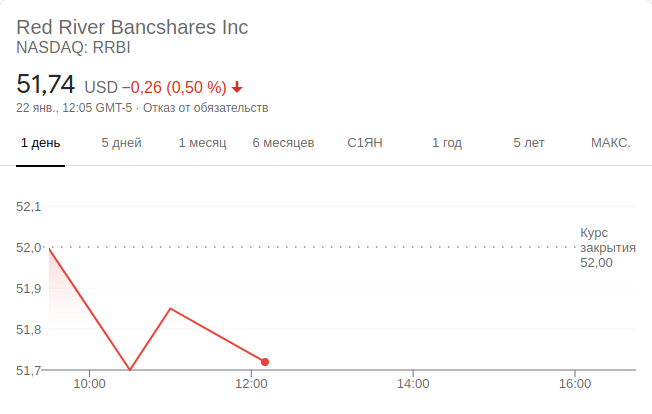 Red River Bancshares Inc
NASDAQ: RRBI
51,74 USD −0,26 (0,50 %)
22 янв., 12:05 GMT-5 · Отказ от обязательств
1 день 5 дней 1 месяц 6 месяцев С1ЯН 1 год 5 лет МАКС.
52,1
Курс
52,0 закрытия
52,00
51,9
51,8
51,7
10:00 12:00 14:00 16:00